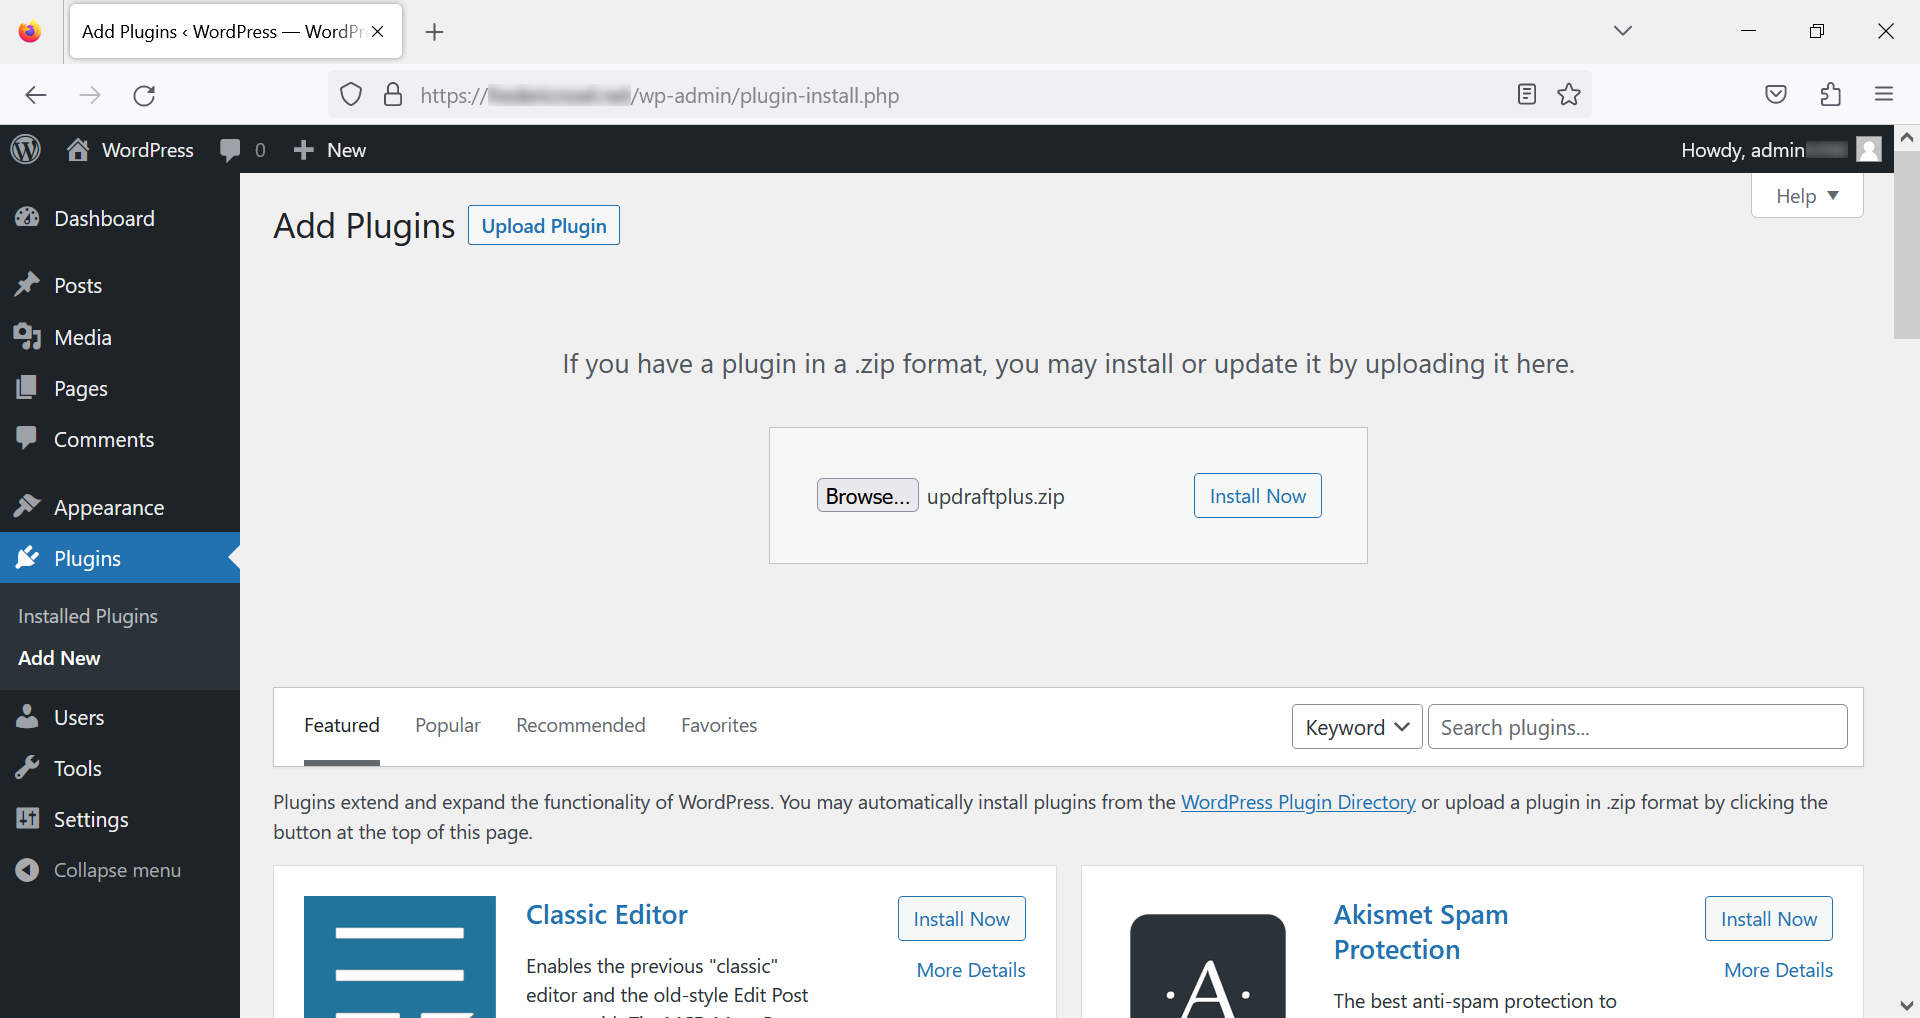 Add Plugins ‹ WordPress — WordPr
https:// /wp-admin/plugin-install.php
WordPress 0 New Howdy, admin
Help
Dashboard
Posts
Media
Pages
Comments
Appearance
Plugins
Installed Plugins
Add New
Users
Tools
Settings
Collapse menu
Add Plugins Upload Plugin
If you have a plugin in a .zip format, you may install or update it by uploading it here.
Browse... updraftplus.zip Install Now
Featured Popular Recommended Favorites Keyword Search plugins...
Plugins extend and expand the functionality of WordPress. You may automatically install plugins from the WordPress Plugin Directory or upload a plugin in .zip format by clicking the
button at the top of this page.
Classic Editor
Install Now
More Details
Enables the previous "classic"
editor and the old-style Edit Post
·A·
Akismet Spam
Protection
Install Now
More Details
The best anti-spam protection to